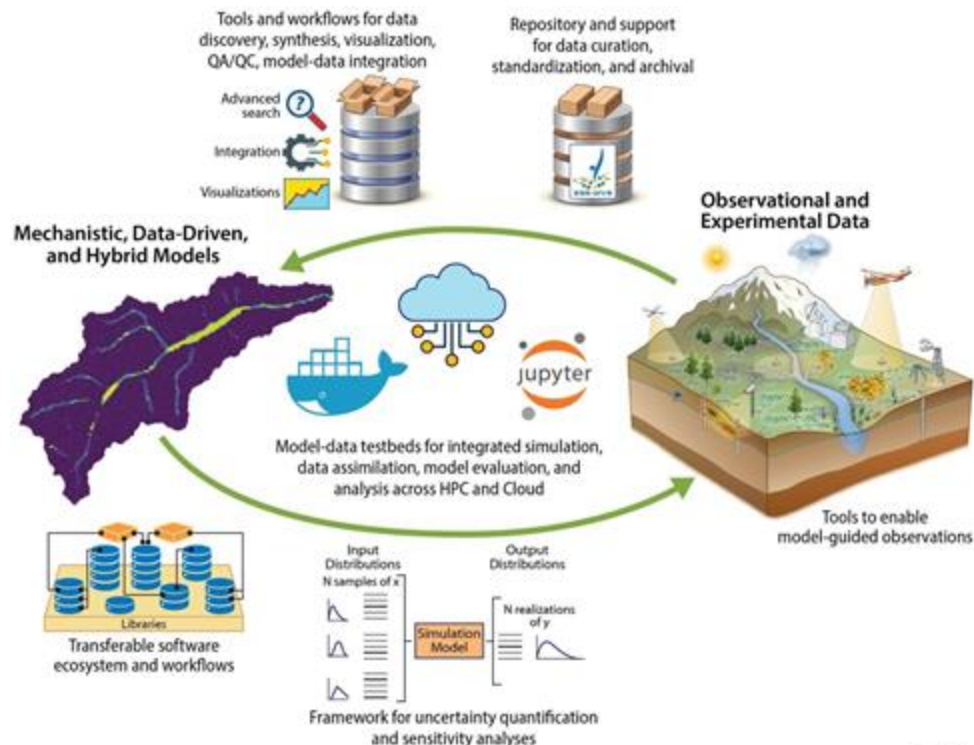 Tools and workflows for data
discovery, synthesis, visualization,
QA/QC, model-data integration
Repository and support
for data curation,
standardization, and archival
Advanced
search
?
Integration
Visualizations
Observational and
Experimental Data
Mechanistic, Data-Driven,
and Hybrid Models
jupyter
Model-data testbeds for integrated simulation,
data assimilation, model evaluation, and
analysis across HPC and Cloud
Tools to enable
model-guided observations
Libraries
Transferable software
ecosystem and workflows
Input
Distributions
Output
Distributions
N samples of x
N realizations
of y
Simulation
Model
Framework for uncertainty quantification
and sensitivity analyses